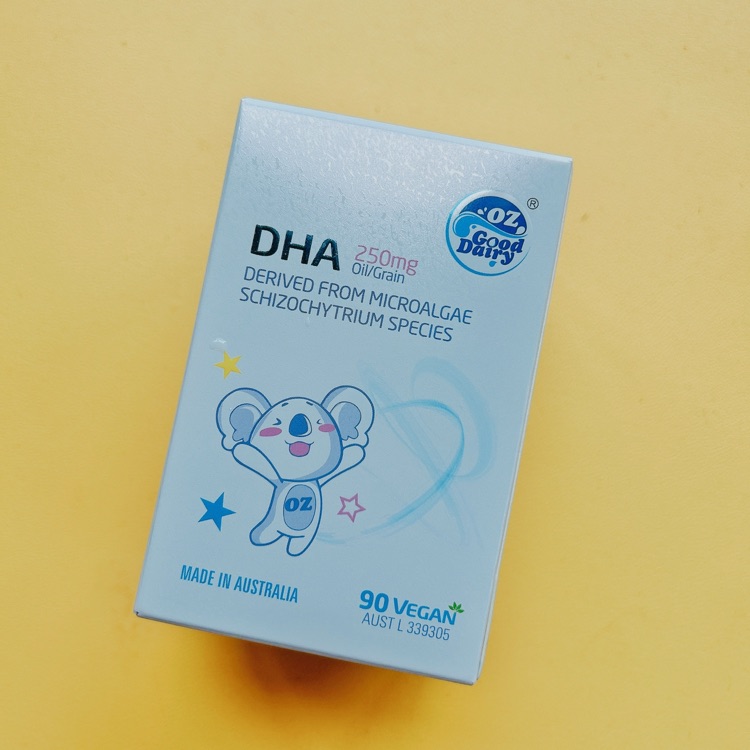 OZ
Good
Dairy
®
DHA 250mg
Oil/Grain
DERIVED FROM MICROALGAE
SCHIZOCHYTRIUM SPECIES
OZ
MADE IN AUSTRALIA
90 VEGAN
AUST L 339305